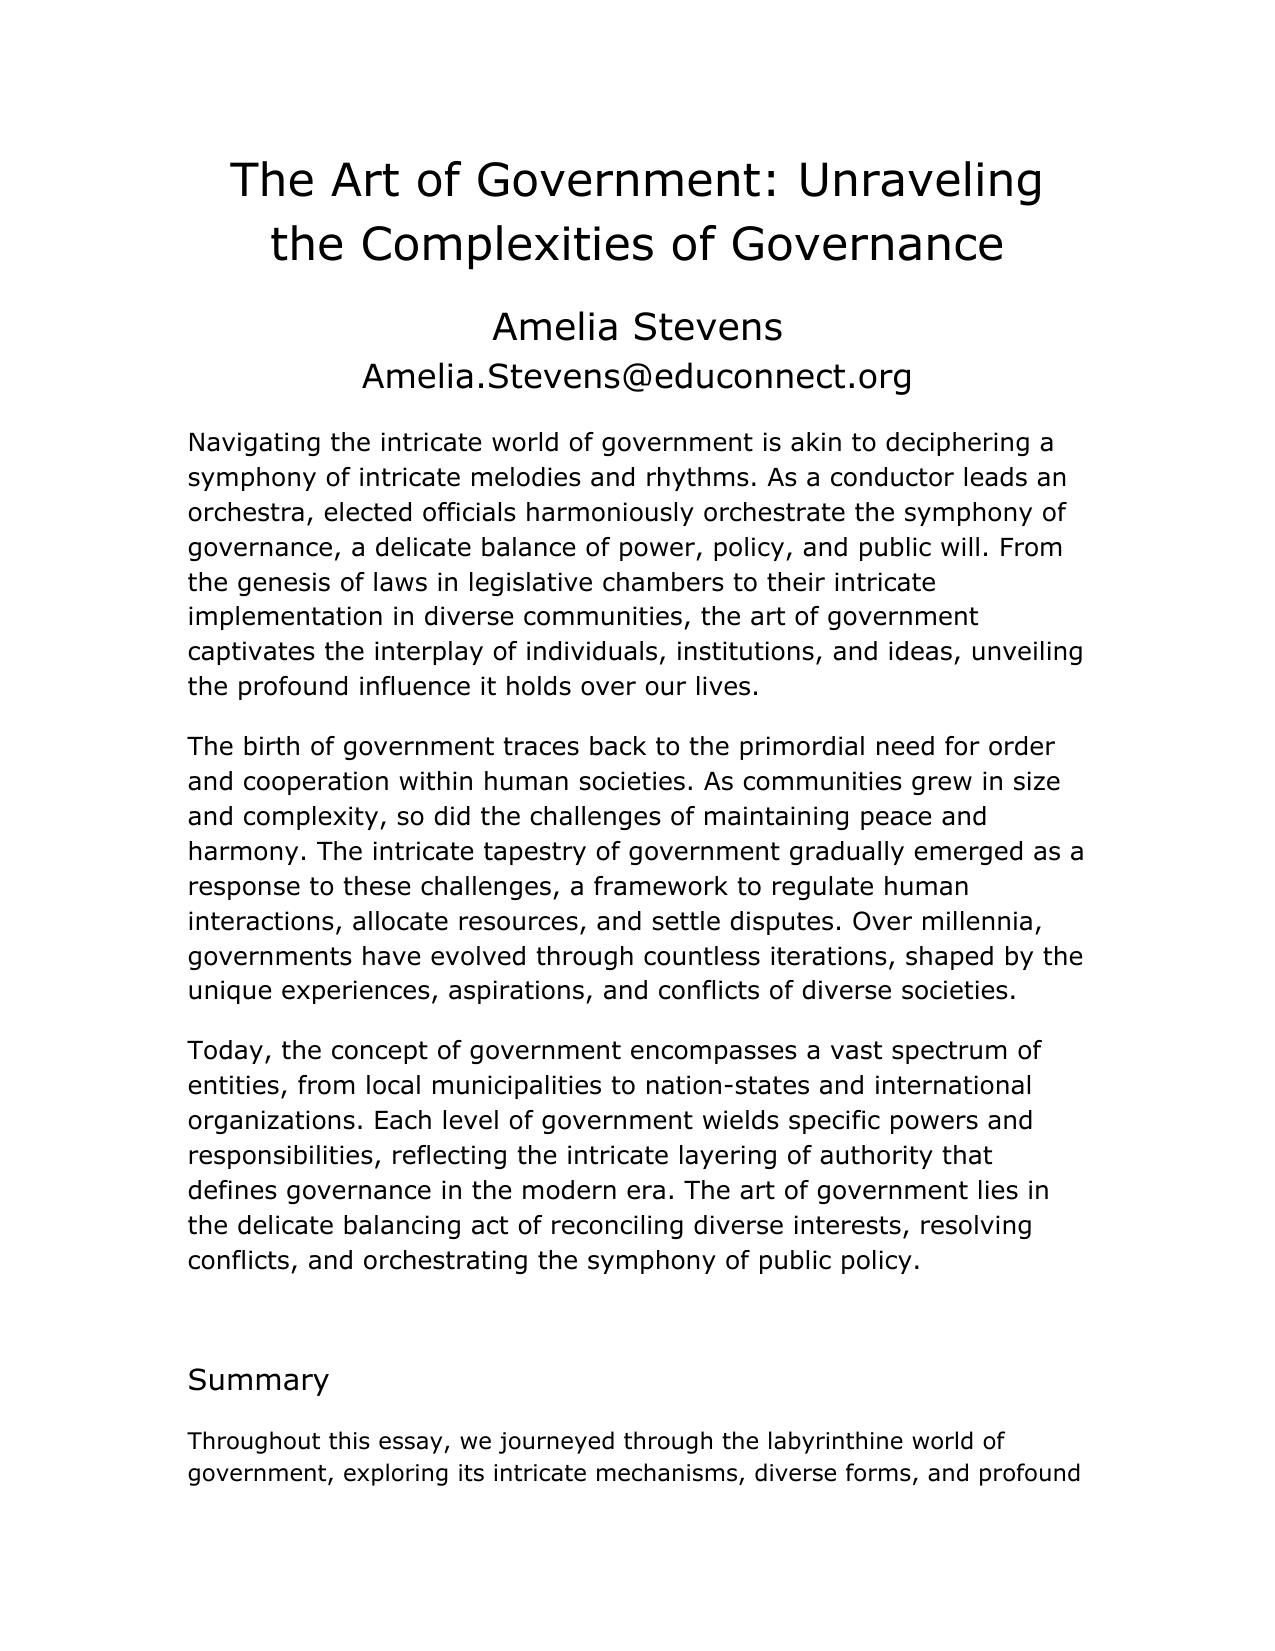 The Art of Government: Unraveling
the Complexities of Governance
Amelia Stevens
Amelia.Stevens@educonnect.org
Navigating the intricate world of government is akin to deciphering a
symphony of intricate melodies and rhythms. As a conductor leads an
orchestra, elected officials harmoniously orchestrate the symphony of
governance, a delicate balance of power, policy, and public will. From
the genesis of laws in legislative chambers to their intricate
implementation in diverse communities, the art of government
captivates the interplay of individuals, institutions, and ideas, unveiling
the profound influence it holds over our lives.
The birth of government traces back to the primordial need for order
and cooperation within human societies. As communities grew in size
and complexity, so did the challenges of maintaining peace and
harmony. The intricate tapestry of government gradually emerged as a
response to these challenges, a framework to regulate human
interactions, allocate resources, and settle disputes. Over millennia,
governments have evolved through countless iterations, shaped by the
unique experiences, aspirations, and conflicts of diverse societies.
Today, the concept of government encompasses a vast spectrum of
entities, from local municipalities to nation-states and international
organizations. Each level of government wields specific powers and
responsibilities, reflecting the intricate layering of authority that
defines governance in the modern era. The art of government lies in
the delicate balancing act of reconciling diverse interests, resolving
conflicts, and orchestrating the symphony of public policy.
Summary
Throughout this essay, we journeyed through the labyrinthine world of
government, exploring its intricate mechanisms, diverse forms, and profound